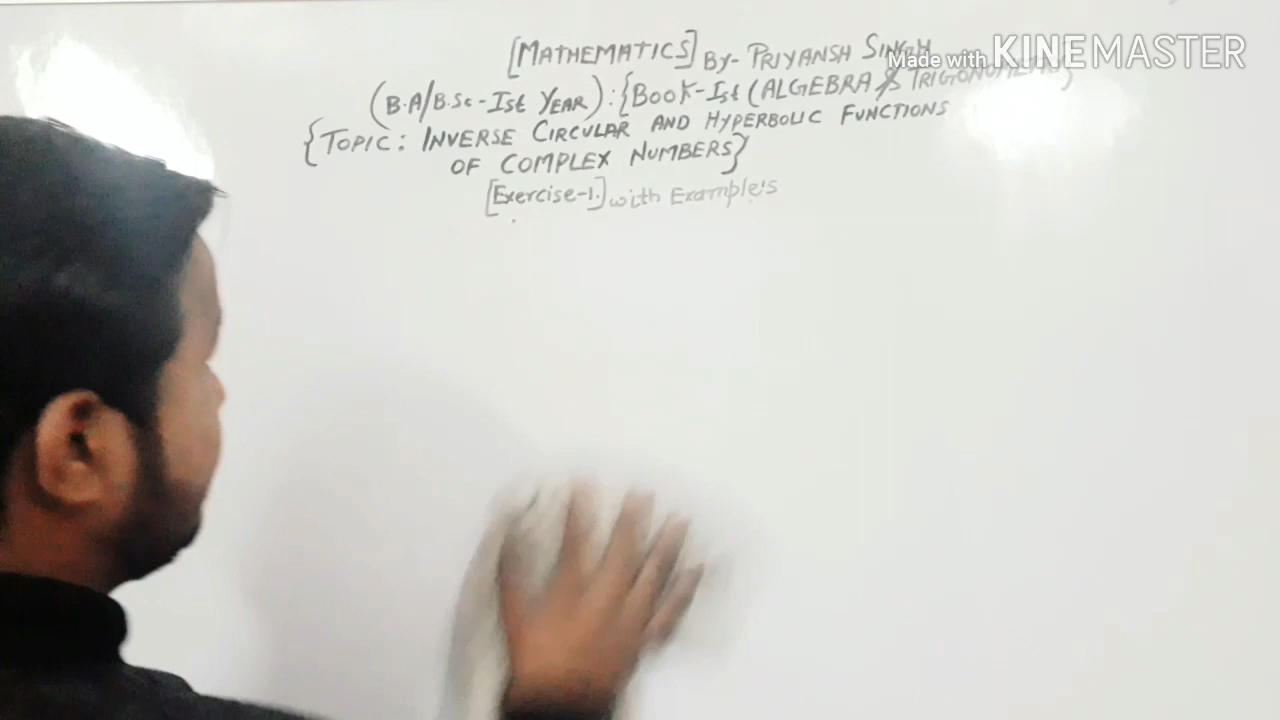 [MATHEMATICS] By- PRIYANSH SINGH
Made with KINEMASTER
(B.A/B.Sc-Ist YEAR):{BOOK-Ist (ALGEBRA & TRIGONOMETRY)}
{TOPIC: INVERSE CIRCULAR AND HYPERBOLIC FUNCTIONS
OF COMPLEX NUMBERS}
[Exercise-1.] with Example's